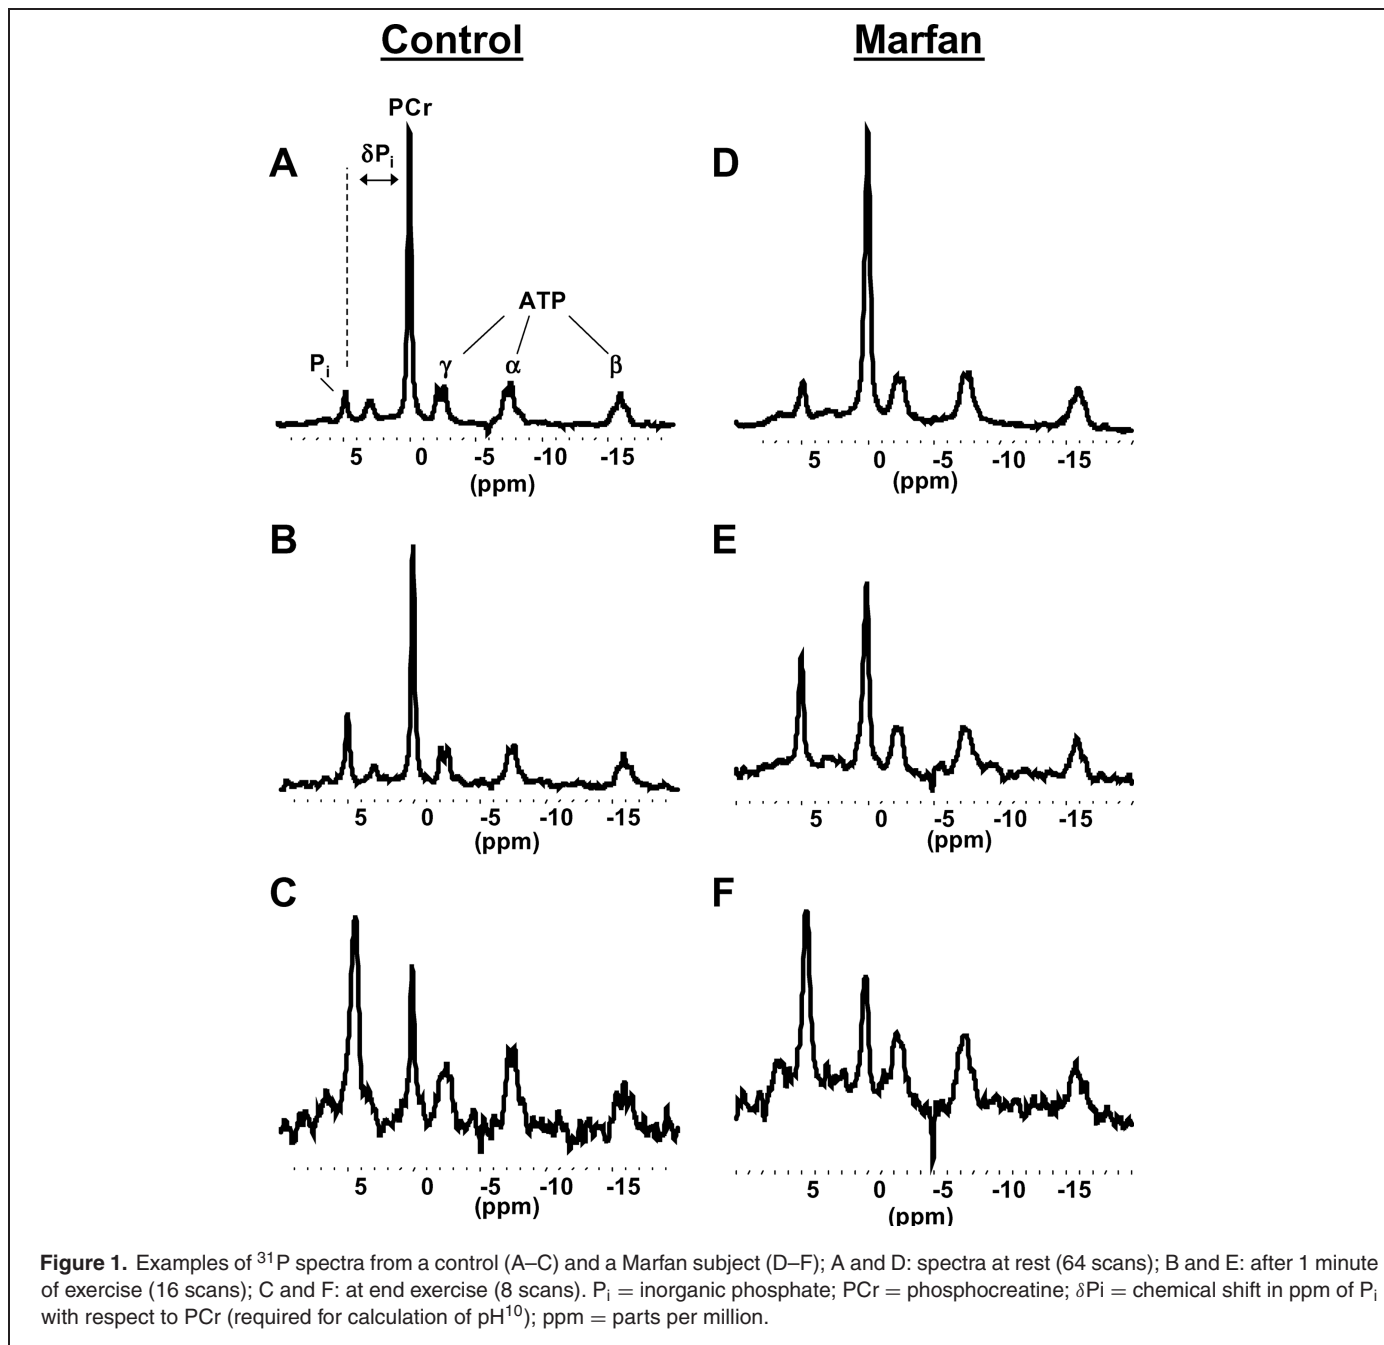 Control
Marfan
PCr
A
δPi
D
ATP
Pi
γ
α
β
5 0 -5 -10 -15
(ppm)
5 0 -5 -10 -15
(ppm)
B
E
5 0 -5 -10 -15
(ppm)
5 0 -5 -10 -15
(ppm)
C
F
5 0 -5 -10 -15
(ppm)
5 0 -5 -10 -15
(ppm)
Figure 1. Examples of ³¹P spectra from a control (A–C) and a Marfan subject (D–F); A and D: spectra at rest (64 scans); B and E: after 1 minute
of exercise (16 scans); C and F: at end exercise (8 scans). Pi = inorganic phosphate; PCr = phosphocreatine; δPi = chemical shift in ppm of Pi
with respect to PCr (required for calculation of pH¹⁰); ppm = parts per million.